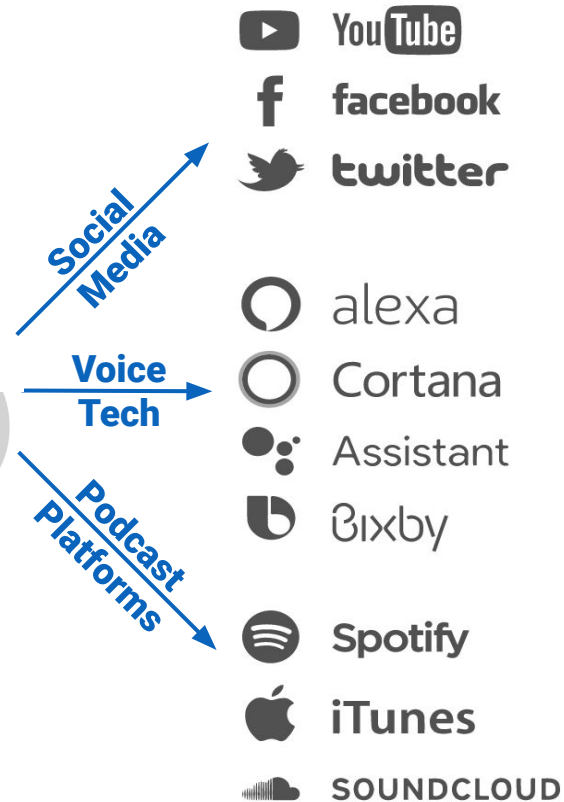 YouTube
facebook
twitter
Social
Media
alexa
Voice
Tech
Cortana
Assistant
Bixby
Podcast
Platforms
Spotify
iTunes
SOUNDCLOUD